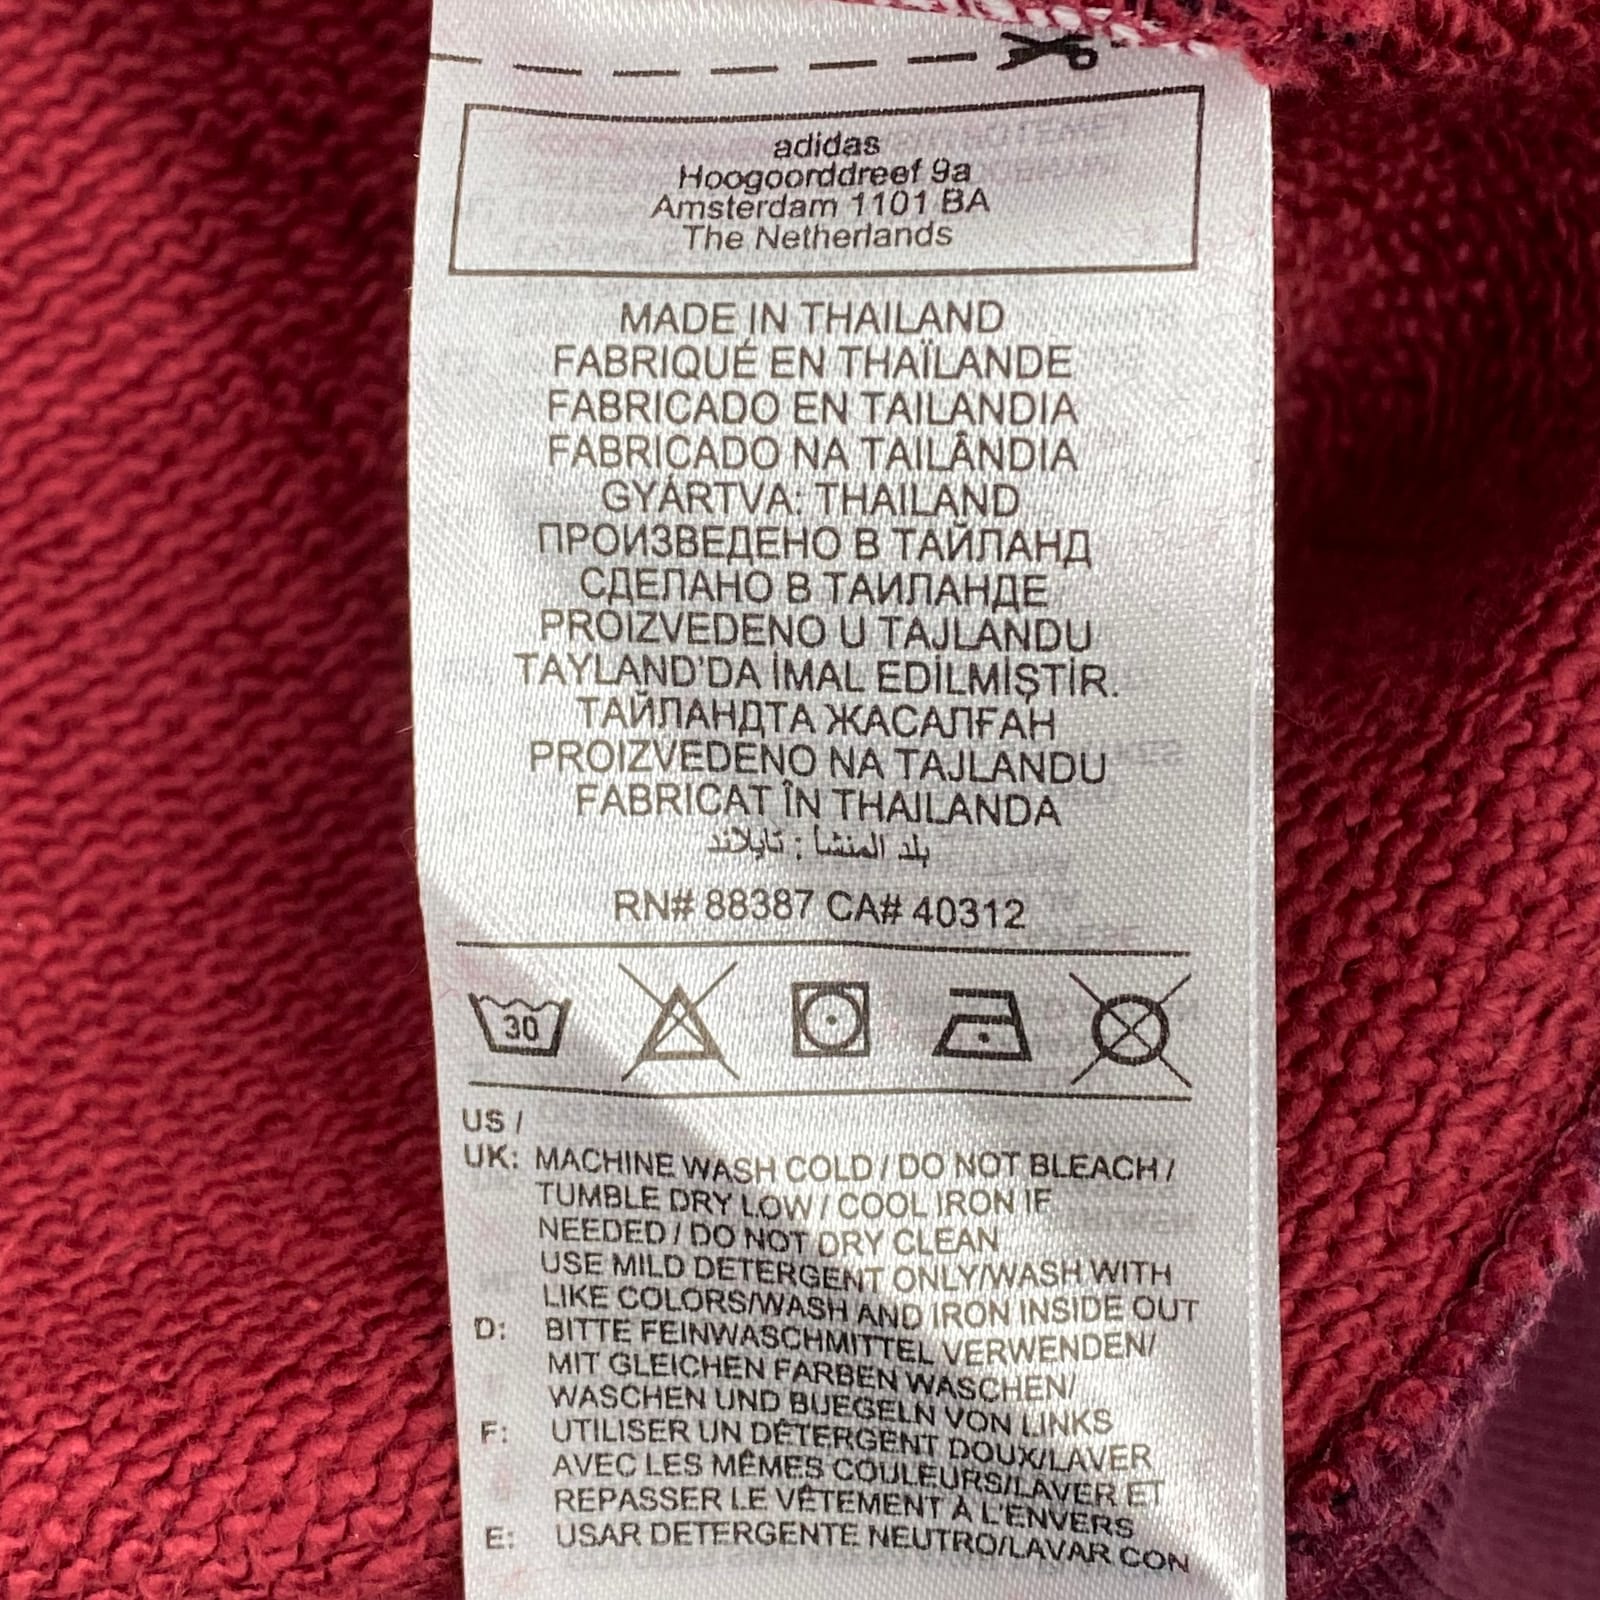 adidas
Hoogoorddreef 9a
Amsterdam 1101 BA
The Netherlands
MADE IN THAILAND
FABRIQUÉ EN THAÏLANDE
FABRICADO EN TAILANDIA
FABRICADO NA TAILÂNDIA
GYÁRTVA: THAILAND
ПРОИЗВЕДЕНО В ТАЙЛАНД
СДЕЛАНО В ТАИЛАНДЕ
PROIZVEDENO U TAJLANDU
TAYLAND'DA İMAL EDİLMİŞTİR.
ТАЙЛАНДТА ЖАСАЛҒАН
PROIZVEDENO NA TAJLANDU
FABRICAT ÎN THAILANDA
بلد المنشأ : تايلاند
RN# 88387 CA# 40312
30
US /
UK: MACHINE WASH COLD / DO NOT BLEACH /
TUMBLE DRY LOW / COOL IRON IF
NEEDED / DO NOT DRY CLEAN
USE MILD DETERGENT ONLY/WASH WITH
LIKE COLORS/WASH AND IRON INSIDE OUT
D: BITTE FEINWASCHMITTEL VERWENDEN/
MIT GLEICHEN FARBEN WASCHEN/
WASCHEN UND BUEGELN VON LINKS
F: UTILISER UN DÉTERGENT DOUX/LAVER
AVEC LES MÊMES COULEURS/LAVER ET
REPASSER LE VÊTEMENT À L'ENVERS
E: USAR DETERGENTE NEUTRO/LAVAR CON